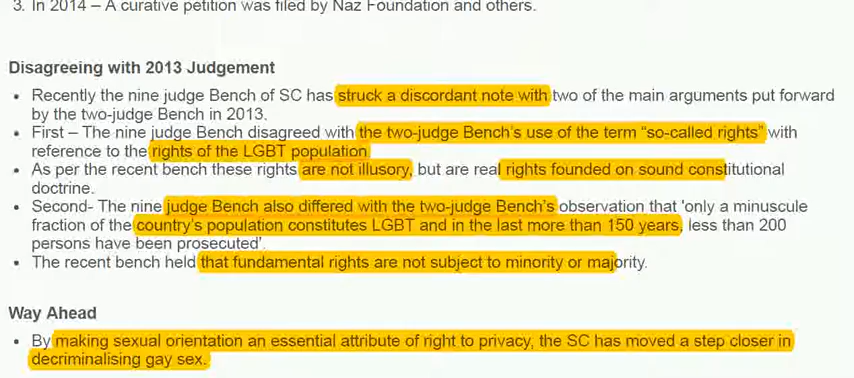 3. In 2014 – A curative petition was filed by Naz Foundation and others.
Disagreeing with 2013 Judgement
• Recently the nine judge Bench of SC has struck a discordant note with two of the main arguments put forward
by the two-judge Bench in 2013.
• First – The nine judge Bench disagreed with the two-judge Bench's use of the term “so-called rights” with
reference to the rights of the LGBT population.
• As per the recent bench these rights are not illusory, but are real rights founded on sound constitutional
doctrine.
• Second- The nine judge Bench also differed with the two-judge Bench's observation that 'only a minuscule
fraction of the country's population constitutes LGBT and in the last more than 150 years, less than 200
persons have been prosecuted'.
• The recent bench held that fundamental rights are not subject to minority or majority.
Way Ahead
• By making sexual orientation an essential attribute of right to privacy, the SC has moved a step closer in
decriminalising gay sex.